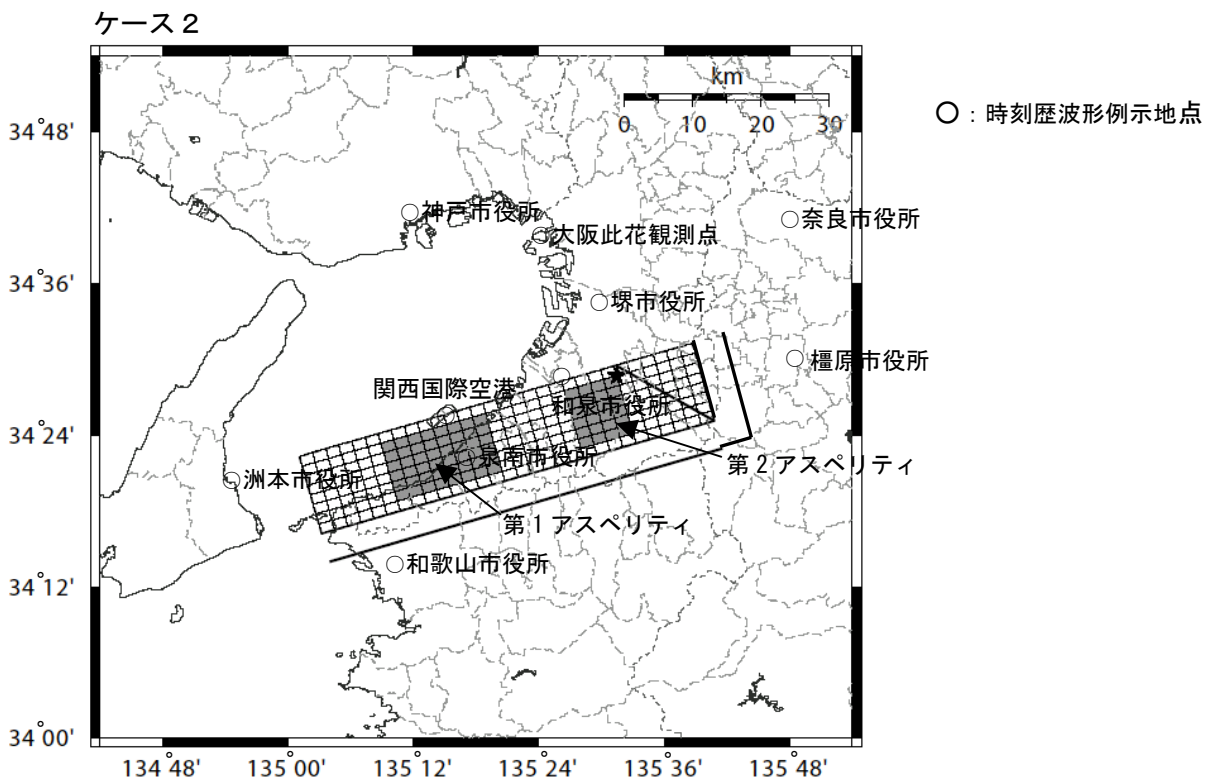 ケース２
km
0 10 20 30
○：時刻歴波形例示地点
34°48'
34°36'
34°24'
34°12'
34°00'
神戸市役所
大阪此花観測点
奈良市役所
堺市役所
橿原市役所
関西国際空港
和泉市役所
泉南市役所
第２アスペリティ
洲本市役所
第１アスペリティ
和歌山市役所
134°48'
135°00'
135°12'
135°24'
135°36'
135°48'